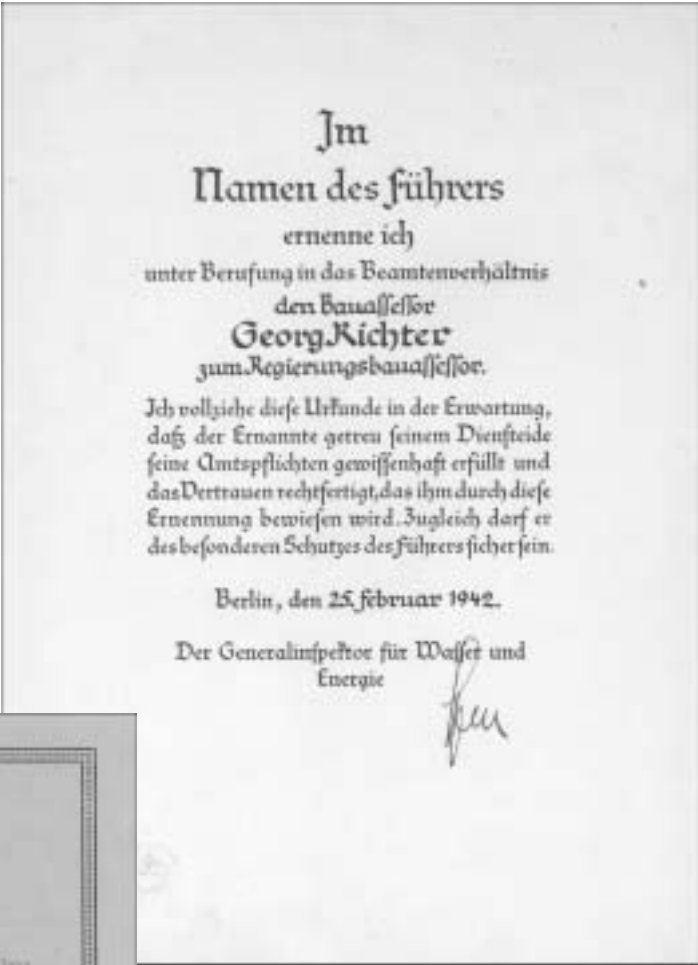 Im
Namen des Führers
ernenne ich
unter Berufung in das Beamtenverhältnis
den Bauassessor
Georg Richter
zum Regierungsbauassessor.
Ich vollziehe diese Urkunde in der Erwartung,
daß der Ernannte getreu seinem Diensteide
seine Amtspflichten gewissenhaft erfüllt und
das Vertrauen rechtfertigt, das ihm durch diese
Ernennung bewiesen wird. Zugleich darf er
des besonderen Schutzes des Führers sicher sein.
Berlin, den 25. Februar 1942.
Der Generalinspektor für Wasser und
Energie